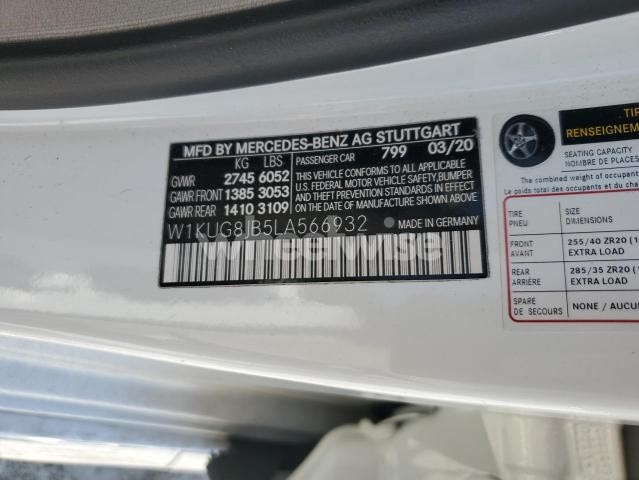 MFD BY MERCEDES-BENZ AG STUTTGART
KG LBS PASSENGER CAR 799 03/20
GVWR 2745 6052
GAWR FRONT 1385 3053
GAWR REAR 1410 3109
THIS VEHICLE CONFORMS TO ALL APPLICABLE
U.S. FEDERAL MOTOR VEHICLE SAFETY, BUMPER
AND THEFT PREVENTION STANDARDS IN EFFECT
ON THE DATE OF MANUFACTURE SHOWN ABOVE.
W1KUG8JB5LA566932 MADE IN GERMANY
wheelwise
TI
RENSEIGNEME
SEATING CAPACITY
NOMBRE DE PLACES
The combined weight of occupant
Le poids total des occupants
TIRE
PNEU
SIZE
DIMENSIONS
FRONT
AVANT
255/40 ZR20 (1
EXTRA LOAD
REAR
ARRIÈRE
285/35 ZR20 (
EXTRA LOAD
SPARE
DE SECOURS
NONE / AUCU